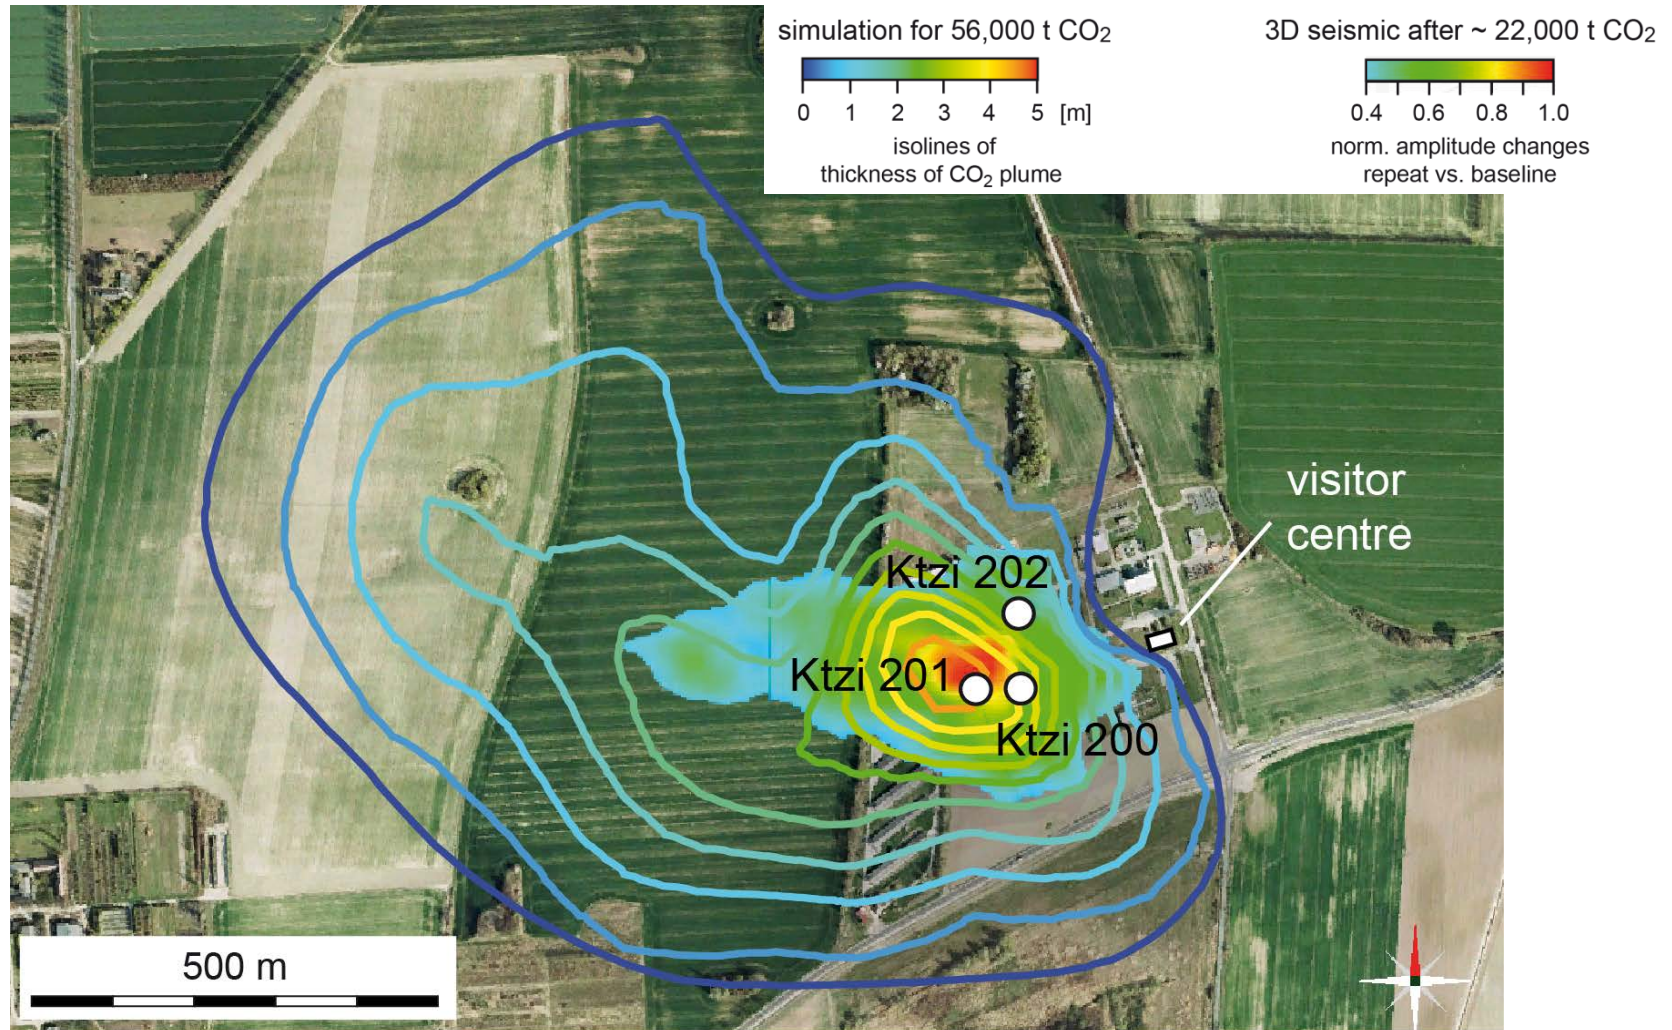 simulation for 56,000 t CO₂
0 1 2 3 4 5 [m]
isolines of
thickness of CO₂ plume
3D seismic after ~ 22,000 t CO₂
0.4 0.6 0.8 1.0
norm. amplitude changes
repeat vs. baseline
visitor
centre
Ktzi 202
Ktzi 201
Ktzi 200
500 m